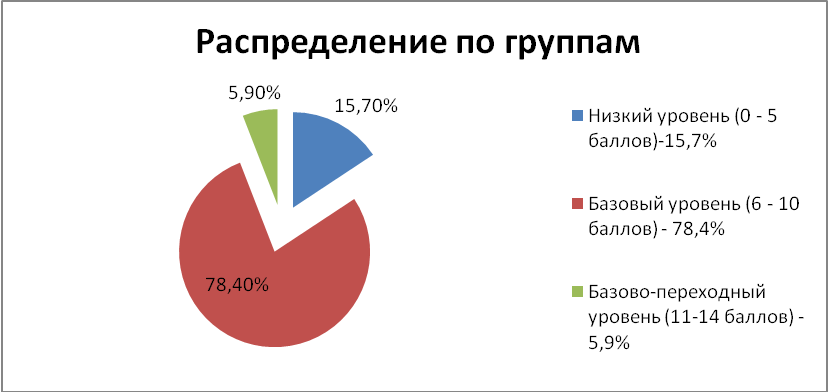 Распределение по группам
5,90%
15,70%
78,40%
Низкий уровень (0 - 5
баллов)-15,7%
Базовый уровень (6 - 10
баллов) - 78,4%
Базово-переходный
уровень (11-14 баллов) -
5,9%